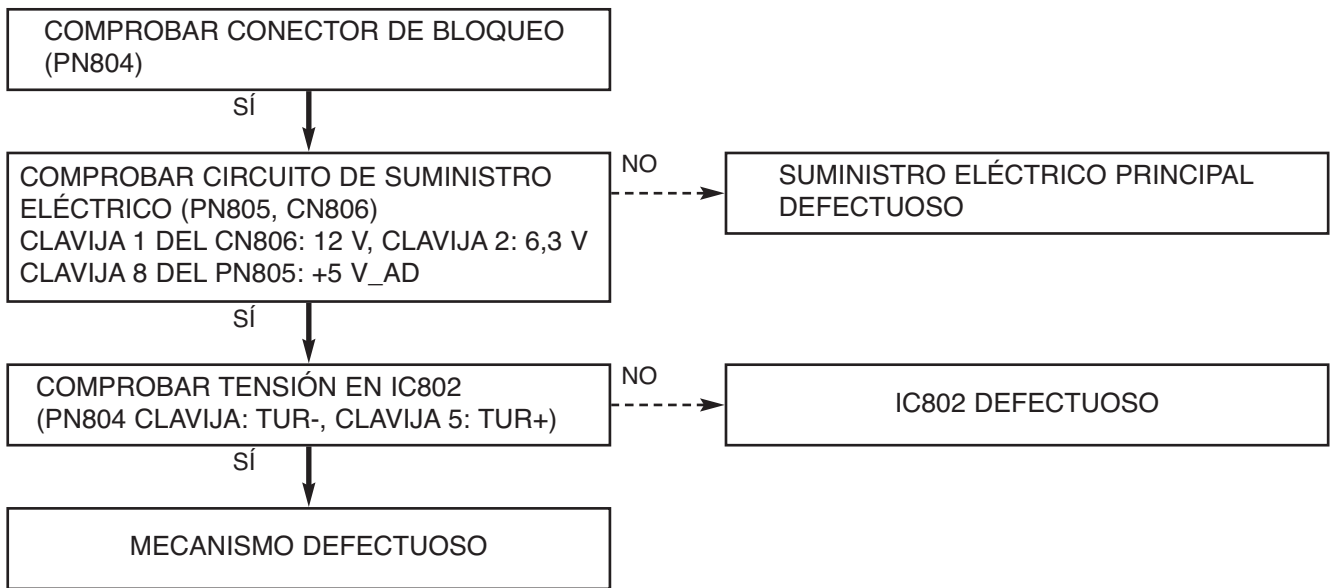 COMPROBAR CONECTOR DE BLOQUEO
(PN804)
SÍ
COMPROBAR CIRCUITO DE SUMINISTRO
ELÉCTRICO (PN805, CN806)
CLAVIJA 1 DEL CN806: 12 V, CLAVIJA 2: 6,3 V
CLAVIJA 8 DEL PN805: +5 V_AD
NO
SUMINISTRO ELÉCTRICO PRINCIPAL
DEFECTUOSO
SÍ
COMPROBAR TENSIÓN EN IC802
(PN804 CLAVIJA: TUR-, CLAVIJA 5: TUR+)
NO
IC802 DEFECTUOSO
SÍ
MECANISMO DEFECTUOSO